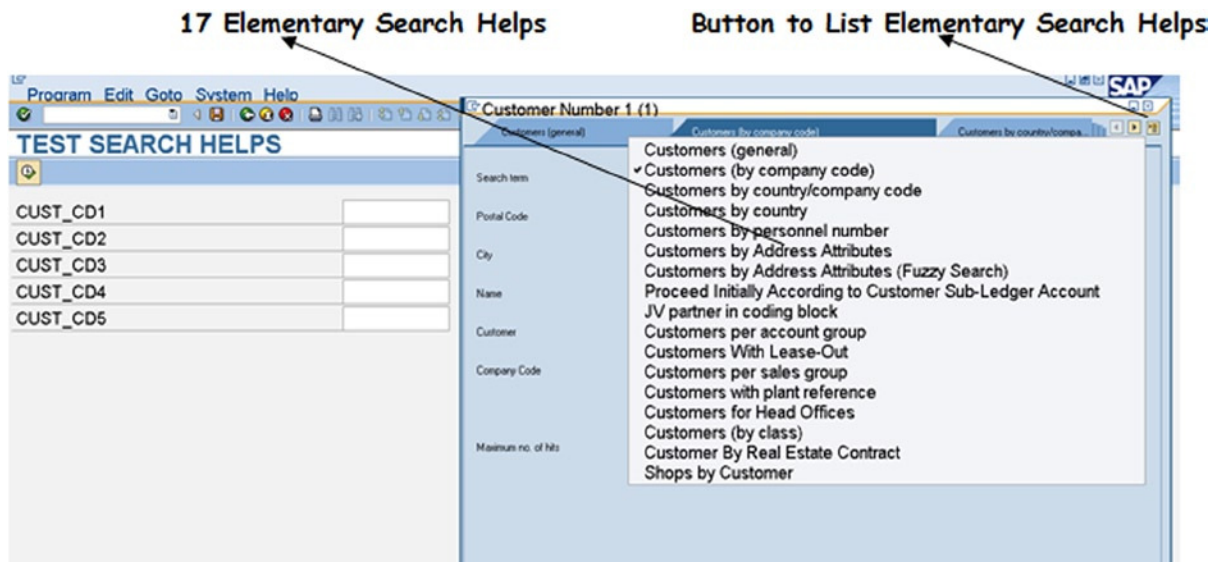 17 Elementary Search Helps
Button to List Elementary Search Helps
Program Edit Goto System Help
SAP
TEST SEARCH HELPS
CUST_CD1
CUST_CD2
CUST_CD3
CUST_CD4
CUST_CD5
Customer Number 1 (1)
Customers (general)
Customers (by company code)
Customers by country/compa...
Search term
Postal Code
City
Name
Customer
Company Code
Maximum no. of hits
Customers (general)
Customers (by company code)
Customers by country/company code
Customers by country
Customers by personnel number
Customers by Address Attributes
Customers by Address Attributes (Fuzzy Search)
Proceed Initially According to Customer Sub-Ledger Account
JV partner in coding block
Customers per account group
Customers With Lease-Out
Customers per sales group
Customers with plant reference
Customers for Head Offices
Customers (by class)
Customer By Real Estate Contract
Shops by Customer